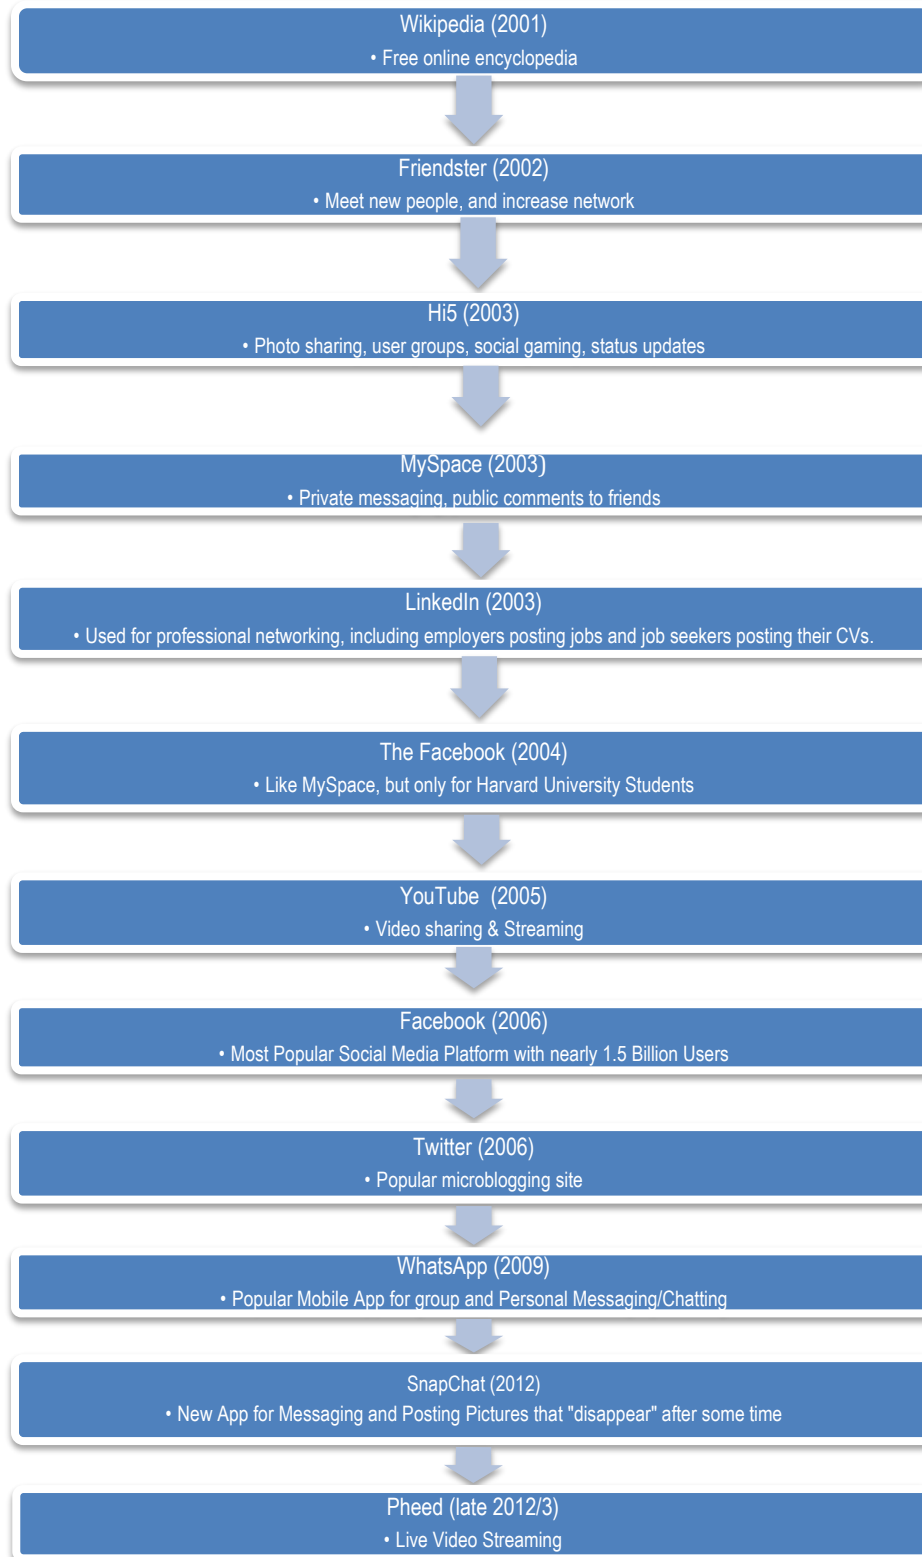 Wikipedia (2001)
• Free online encyclopedia
Friendster (2002)
• Meet new people, and increase network
Hi5 (2003)
• Photo sharing, user groups, social gaming, status updates
MySpace (2003)
• Private messaging, public comments to friends
LinkedIn (2003)
• Used for professional networking, including employers posting jobs and job seekers posting their CVs.
The Facebook (2004)
• Like MySpace, but only for Harvard University Students
YouTube (2005)
• Video sharing & Streaming
Facebook (2006)
• Most Popular Social Media Platform with nearly 1.5 Billion Users
Twitter (2006)
• Popular microblogging site
WhatsApp (2009)
• Popular Mobile App for group and Personal Messaging/Chatting
SnapChat (2012)
• New App for Messaging and Posting Pictures that "disappear" after some time
Pheed (late 2012/3)
• Live Video Streaming